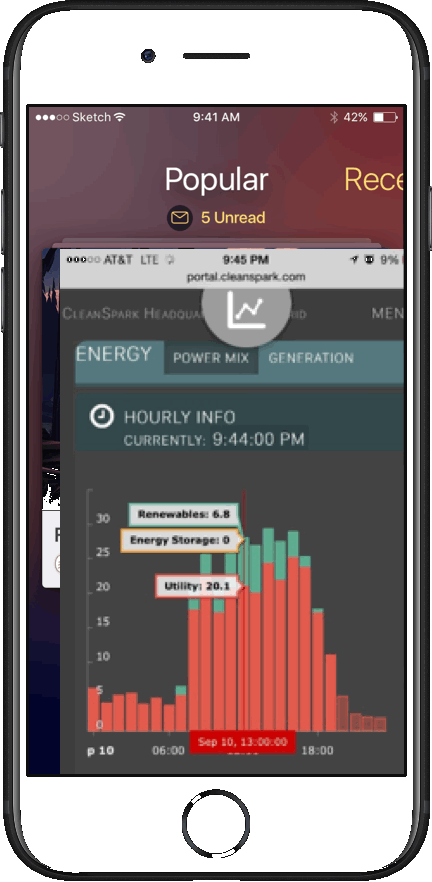 ●●●○○ Sketch 9:41 AM 42%
Popular Rece
5 Unread
●●●○○ AT&T LTE 9:45 PM 9%
portal.cleanspark.com
CLEANSPARK HEADQUA RID MEN
ENERGY POWER MIX GENERATION
HOURLY INFO
CURRENTLY: 9:44:00 PM
30
Renewables: 6.8
Energy Storage: 0
25
Utility: 20.1
20
15
10
5
0
Sep 10, 13:00:00
p 10 06:00 18:00